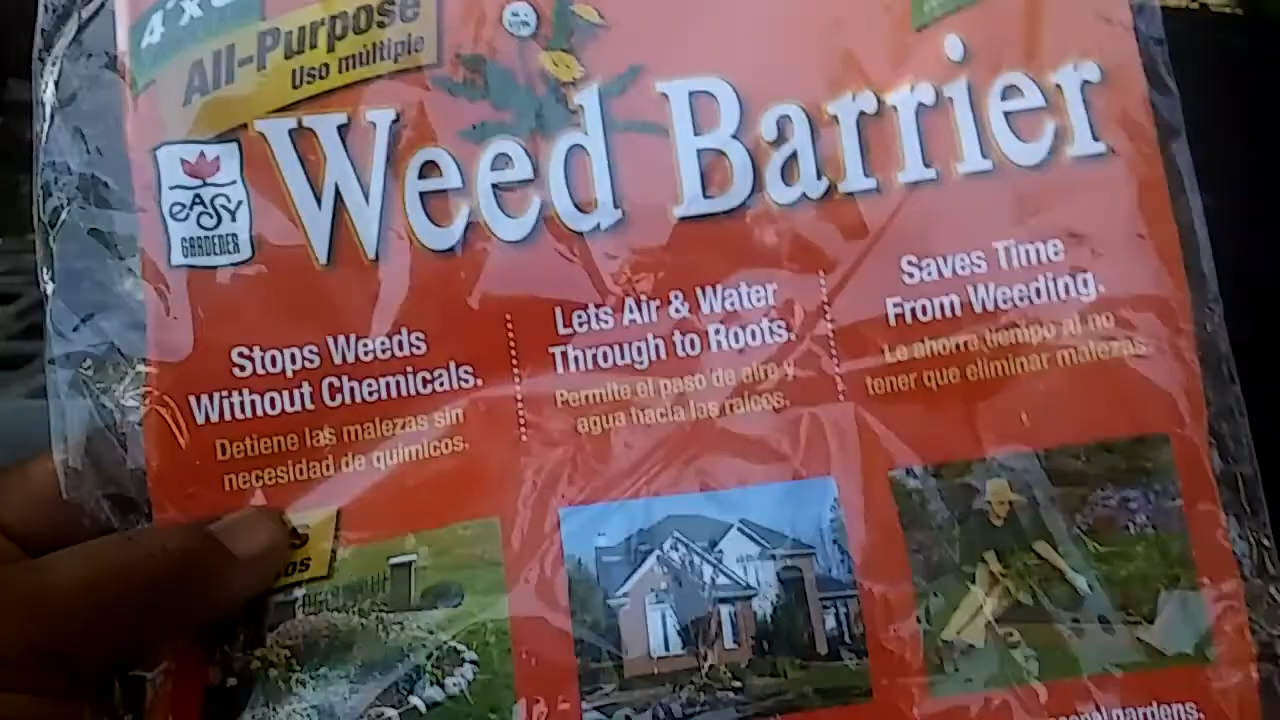 All-Purpose
Uso múltiple
Weed Barrier
eASy
GARDENER
Stops Weeds
Without Chemicals.
Detiene las malezas sin
necesidad de químicos.
Lets Air & Water
Through to Roots.
Permite el paso de aire y
agua hacia las raíces.
Saves Time
From Weeding.
Le ahorra tiempo al no
tener que eliminar malezas.
gardens.